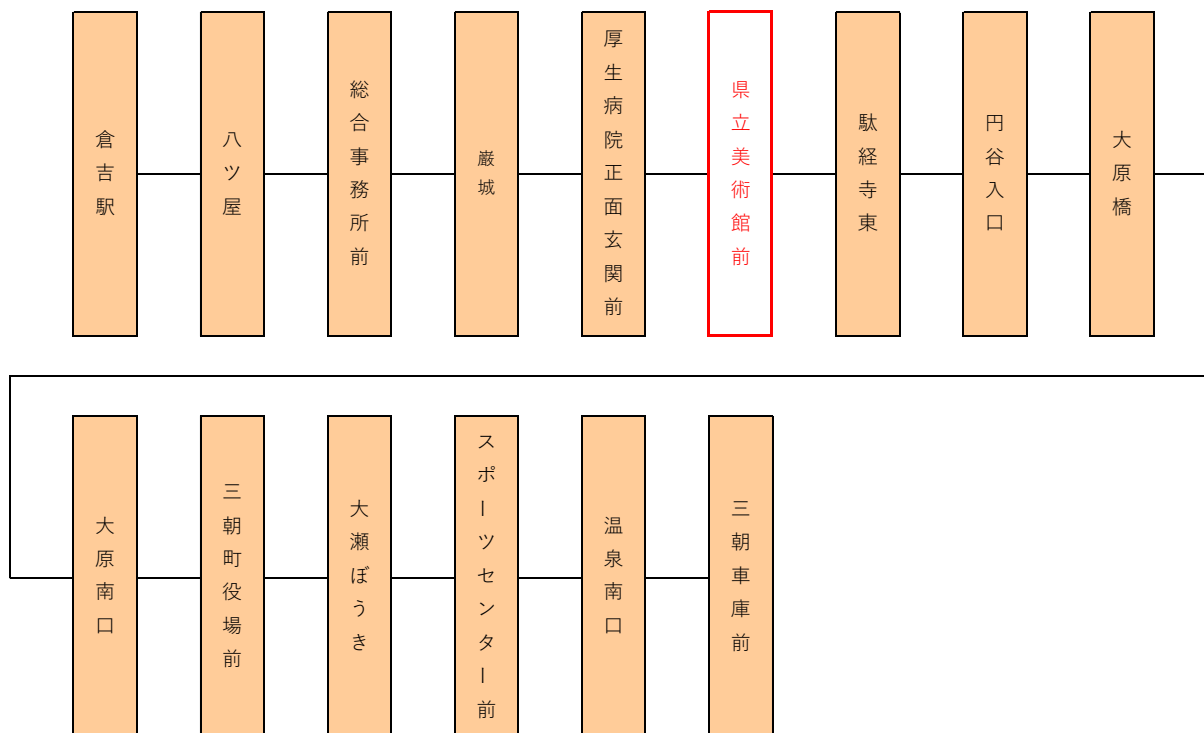 倉吉駅
八ツ屋
総合事務所前
巌城
厚生病院正面玄関前
県立美術館前
駄経寺東
円谷入口
大原橋
大原南口
三朝町役場前
大瀬ぼうき
スポーツセンター前
温泉南口
三朝車庫前